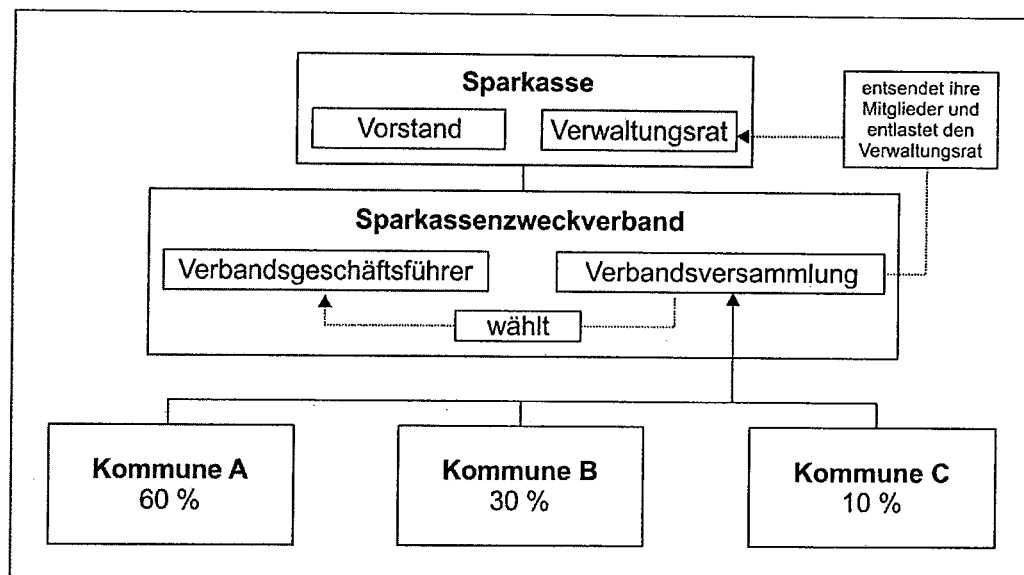 Sparkasse
Vorstand
Verwaltungsrat
entsendet ihre
Mitglieder und
entlastet den
Verwaltungsrat
Sparkassenzweckverband
Verbandsgeschäftsführer
Verbandsversammlung
wählt
Kommune A
60 %
Kommune B
30 %
Kommune C
10 %